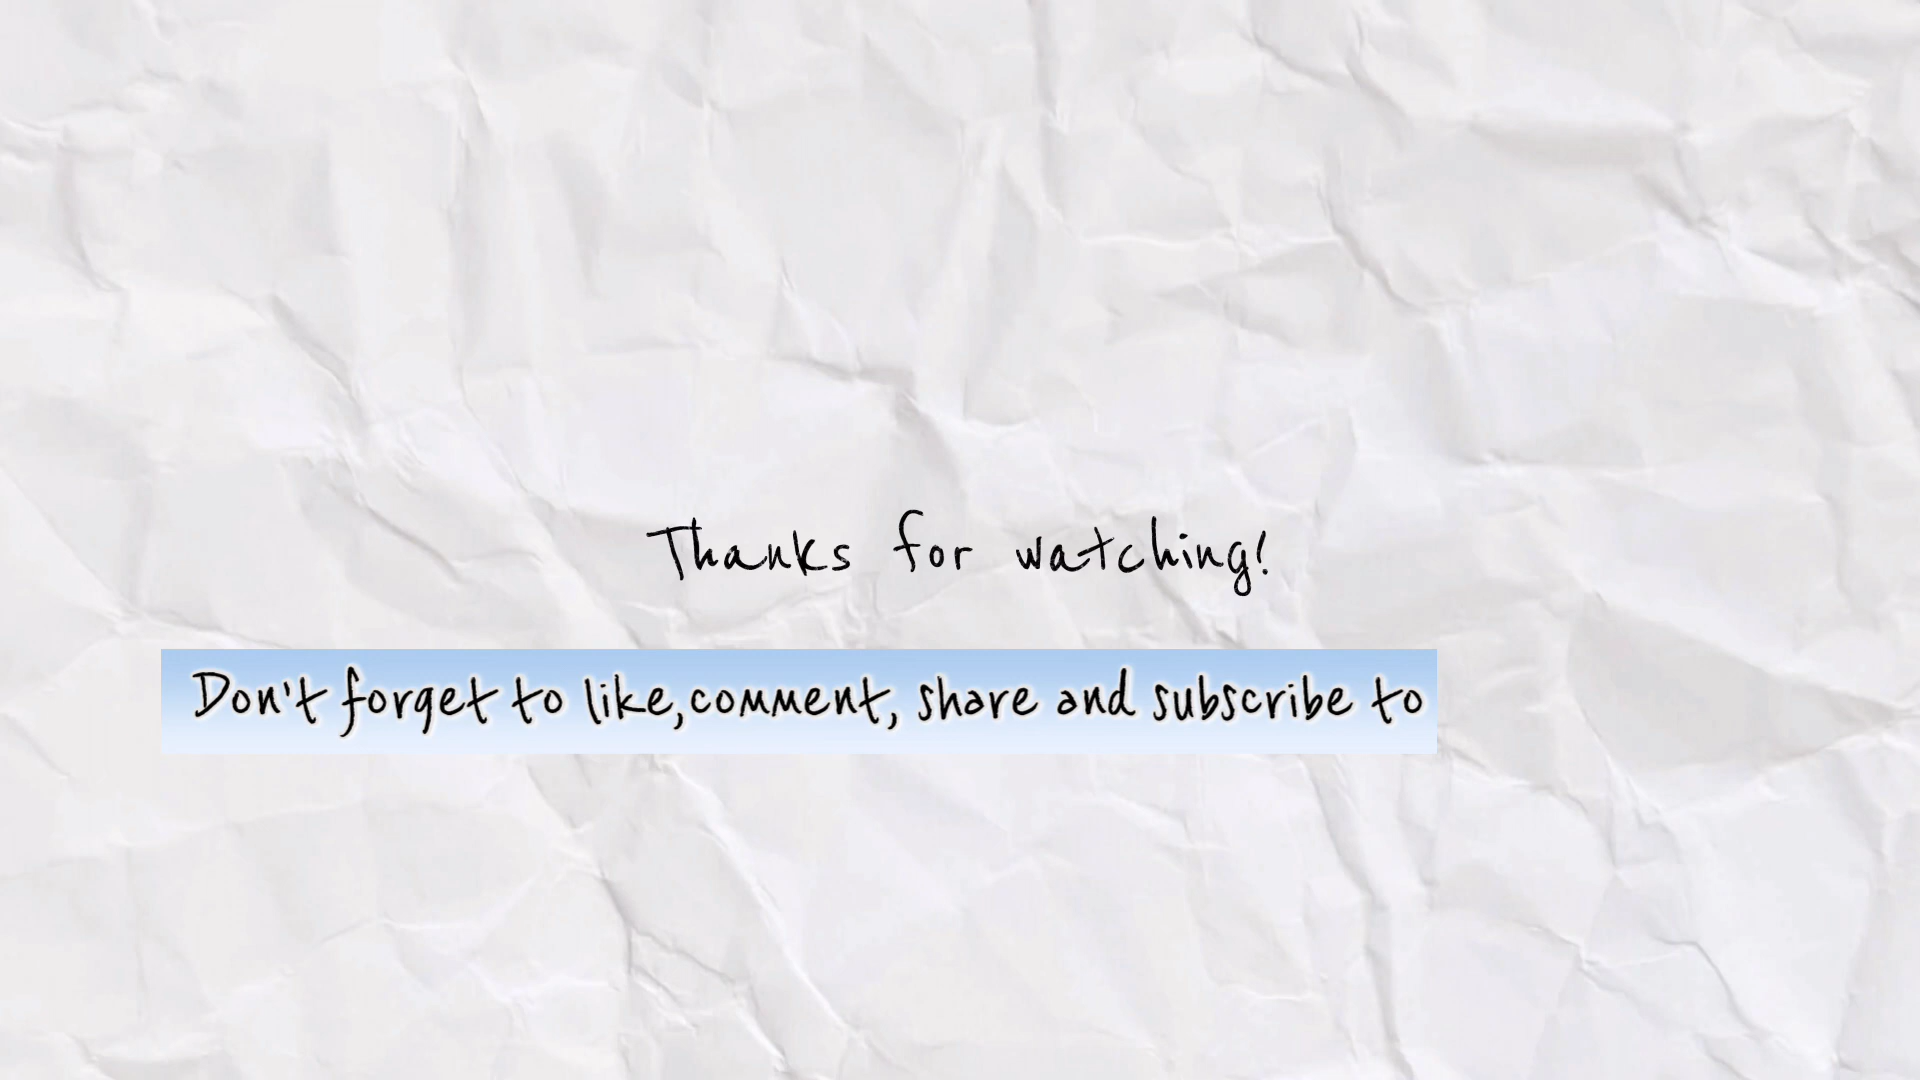 Thanks for watching!
Don't forget to like,comment, share and subscribe to